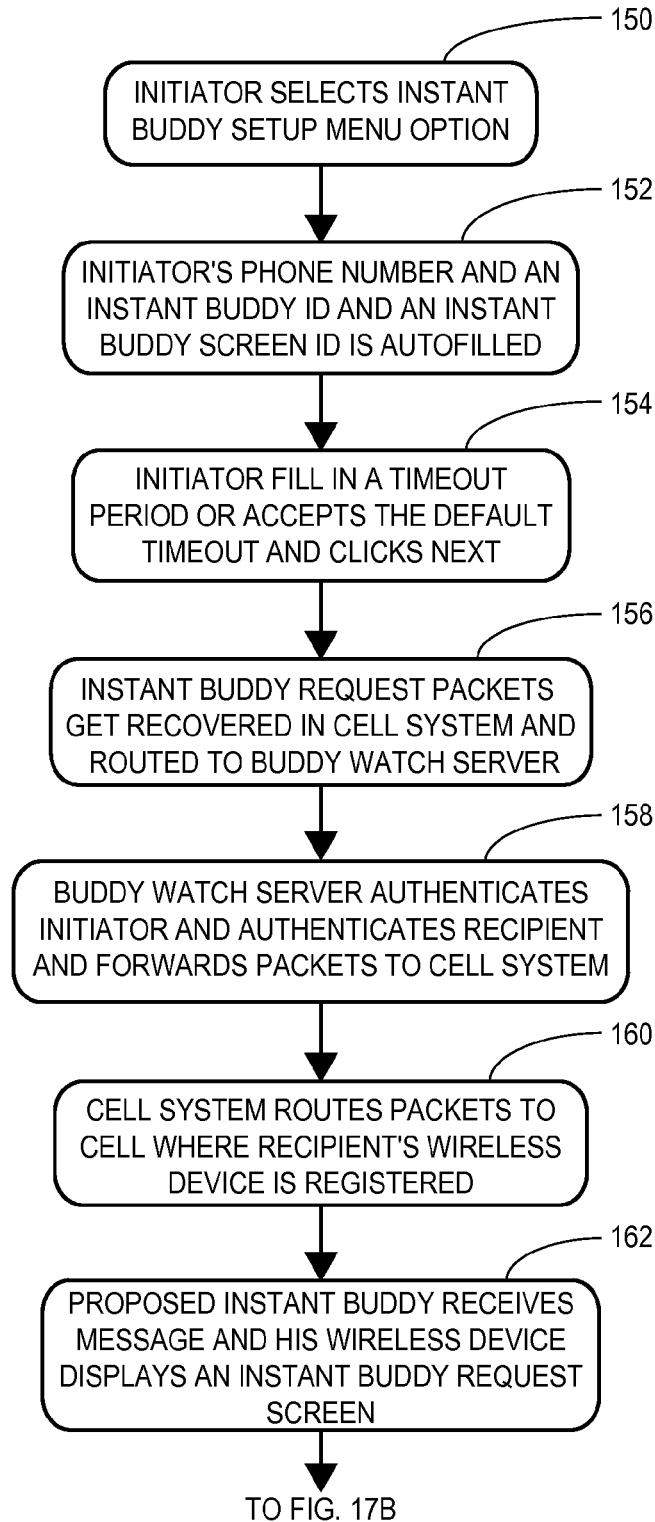 150
INITIATOR SELECTS INSTANT
BUDDY SETUP MENU OPTION
152
INITIATOR'S PHONE NUMBER AND AN
INSTANT BUDDY ID AND AN INSTANT
BUDDY SCREEN ID IS AUTOFILLED
154
INITIATOR FILL IN A TIMEOUT
PERIOD OR ACCEPTS THE DEFAULT
TIMEOUT AND CLICKS NEXT
156
INSTANT BUDDY REQUEST PACKETS
GET RECOVERED IN CELL SYSTEM AND
ROUTED TO BUDDY WATCH SERVER
158
BUDDY WATCH SERVER AUTHENTICATES
INITIATOR AND AUTHENTICATES RECIPIENT
AND FORWARDS PACKETS TO CELL SYSTEM
160
CELL SYSTEM ROUTES PACKETS TO
CELL WHERE RECIPIENT'S WIRELESS
DEVICE IS REGISTERED
162
PROPOSED INSTANT BUDDY RECEIVES
MESSAGE AND HIS WIRELESS DEVICE
DISPLAYS AN INSTANT BUDDY REQUEST
SCREEN
TO FIG. 17B